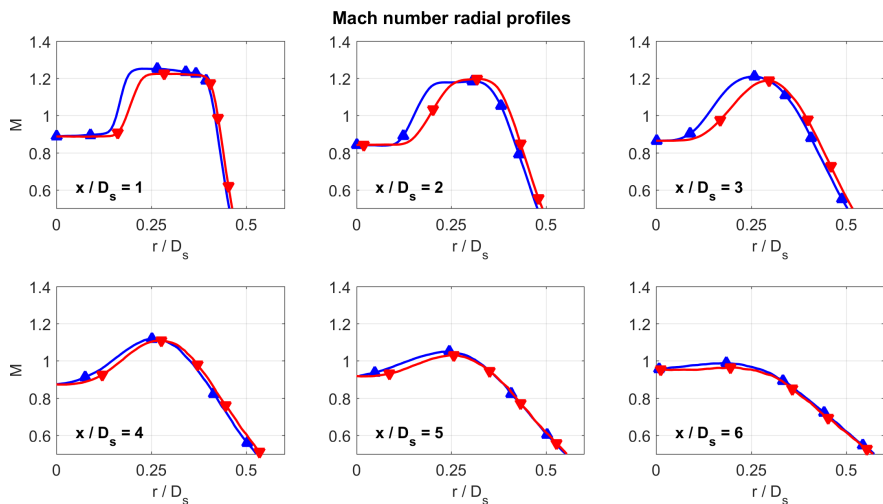 Mach number radial profiles
1.4 1.2 1 0.8 0.6
M
x / Dₛ = 1
0 0.25 0.5
r / Dₛ
1.4 1.2 1 0.8 0.6
x / Dₛ = 2
0 0.25 0.5
r / Dₛ
1.4 1.2 1 0.8 0.6
x / Dₛ = 3
0 0.25 0.5
r / Dₛ
1.4 1.2 1 0.8 0.6
M
x / Dₛ = 4
0 0.25 0.5
r / Dₛ
1.4 1.2 1 0.8 0.6
x / Dₛ = 5
0 0.25 0.5
r / Dₛ
1.4 1.2 1 0.8 0.6
x / Dₛ = 6
0 0.25 0.5
r / Dₛ